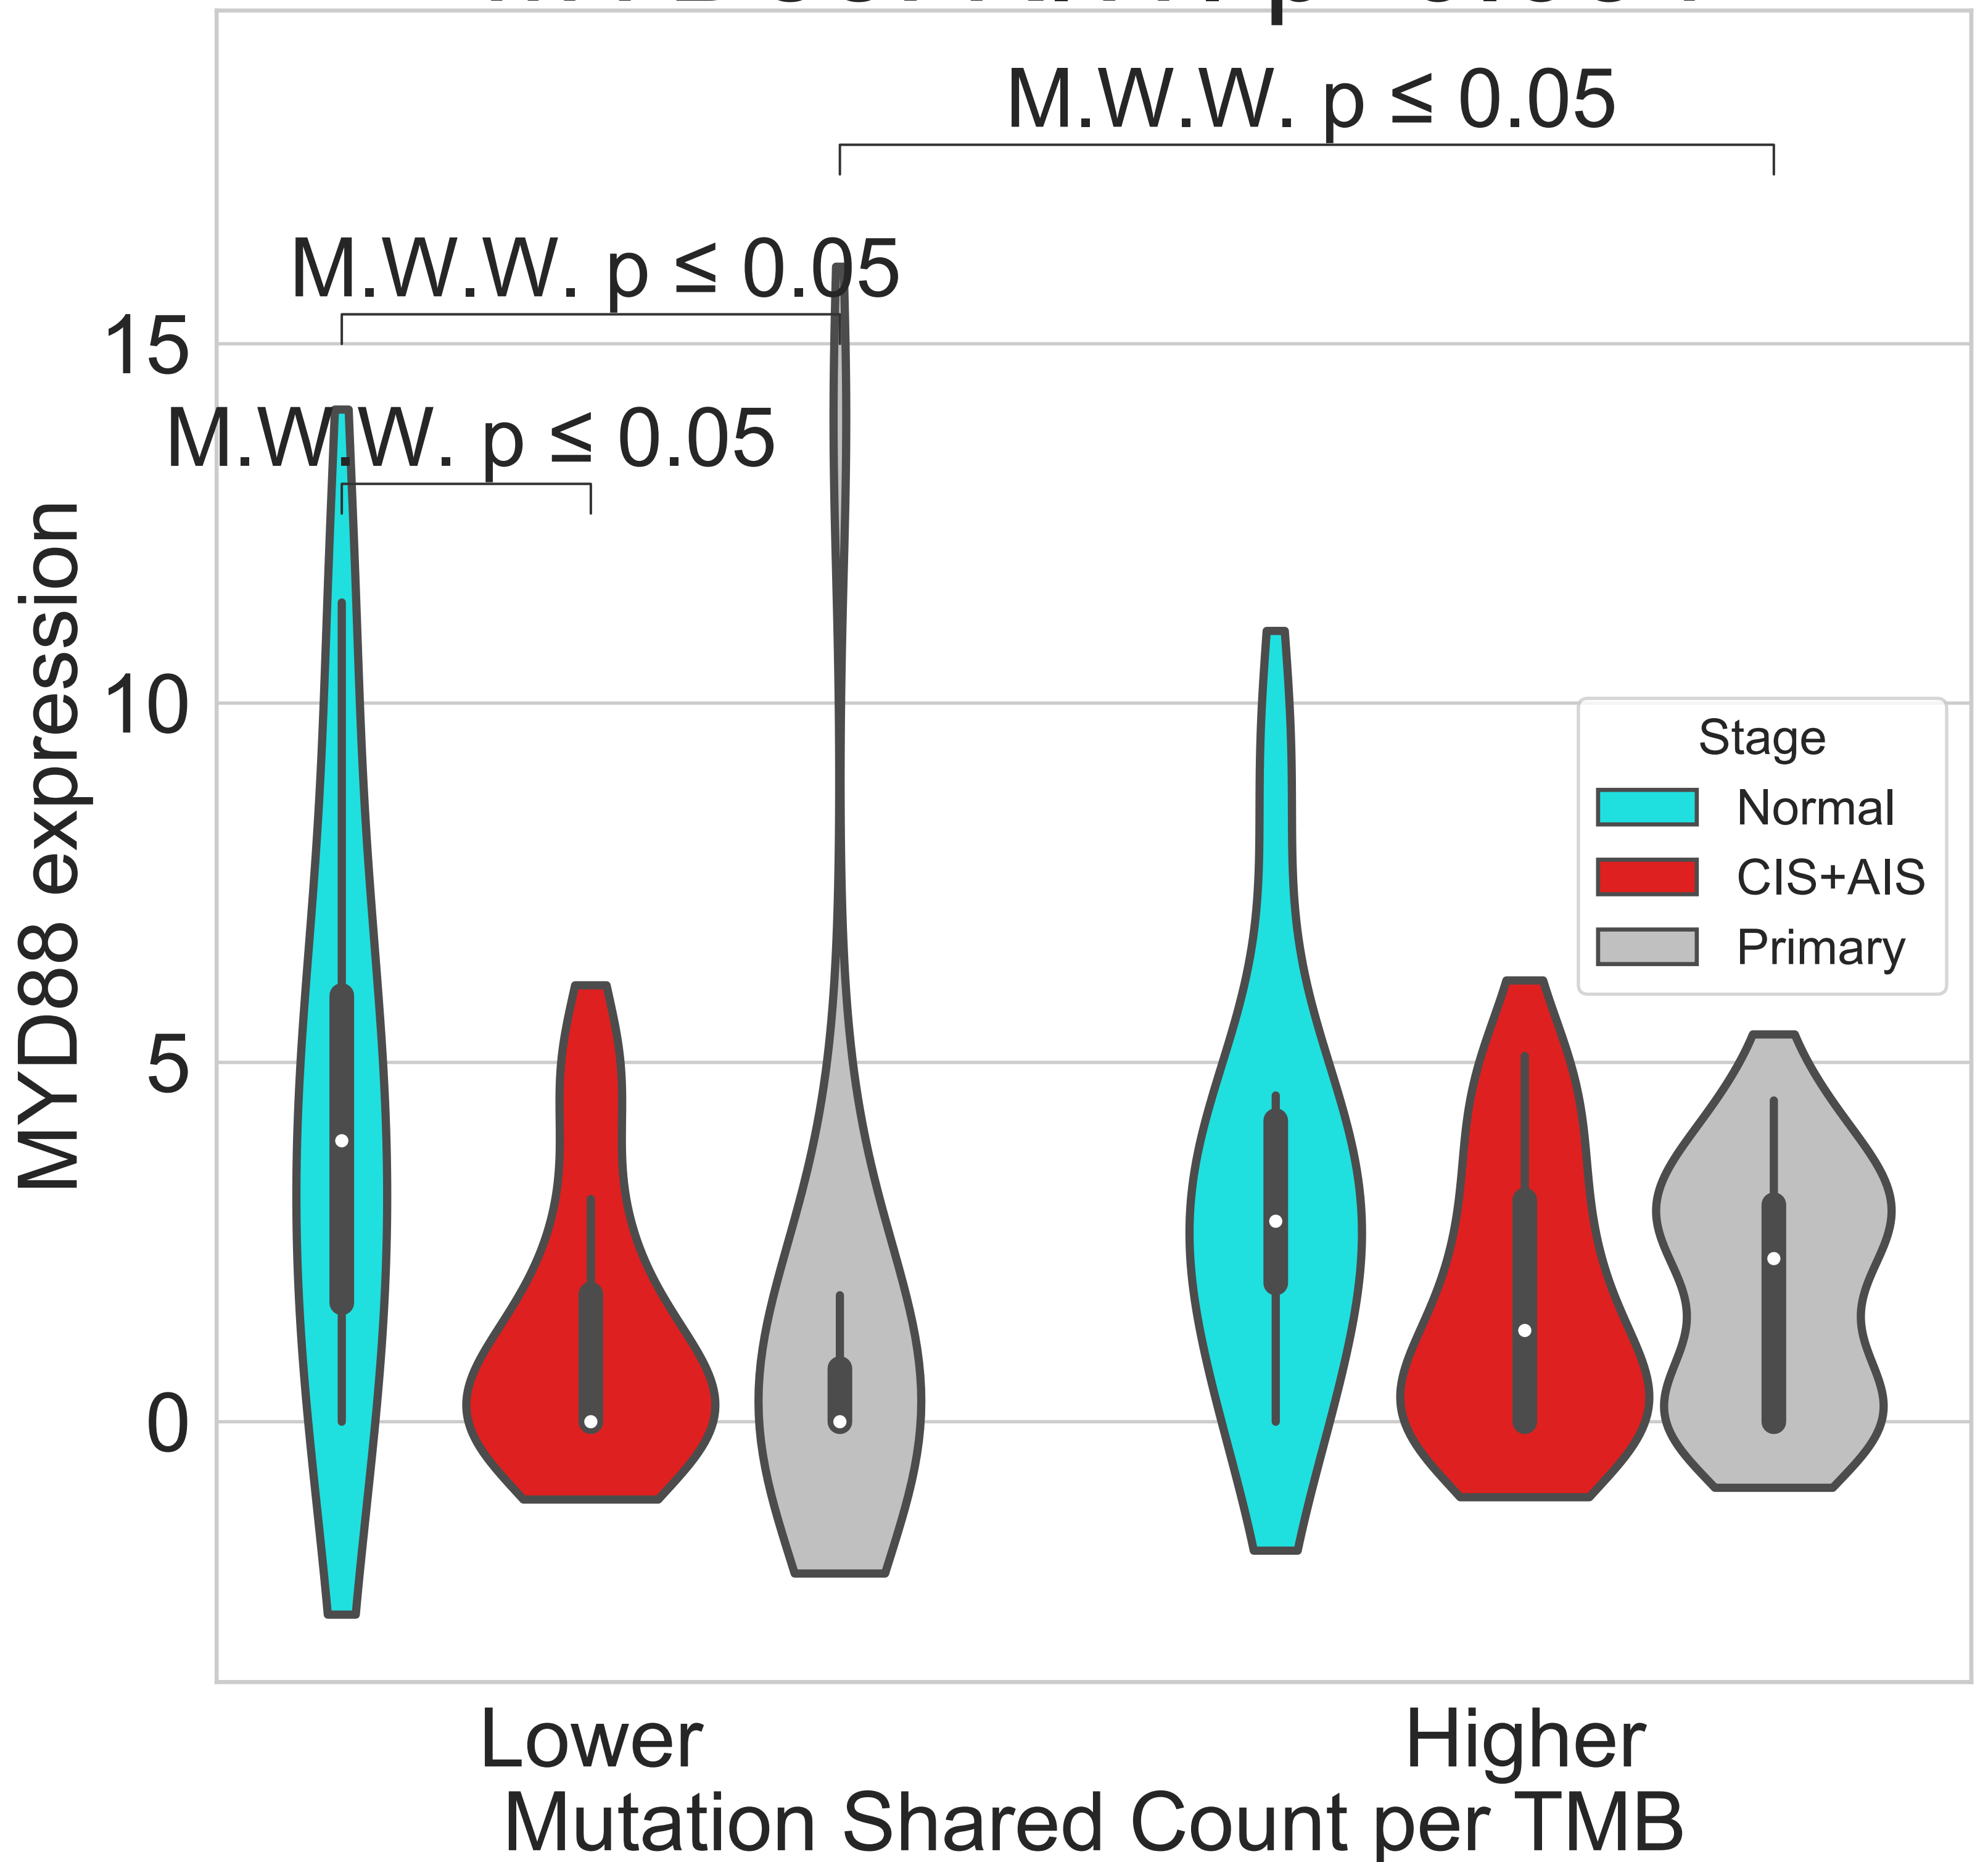 M.W.W. p ≤ 0.05
M.W.W. p ≤ 0.05
M.W.W. p ≤ 0.05
15
10
5
0
MYD88 expression
Stage
Normal
CIS+AIS
Primary
Lower
Higher
Mutation Shared Count per TMB